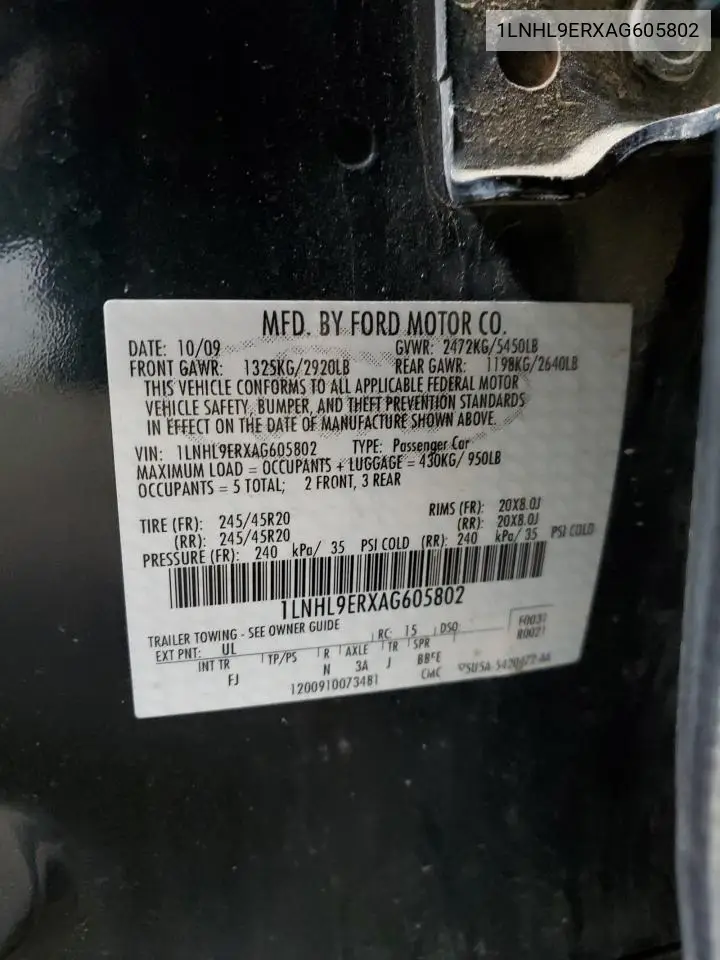 1LNHL9ERXAG605802
MFD. BY FORD MOTOR CO.
DATE: 10/09 GVWR: 2472KG/5450LB
FRONT GAWR: 1325KG/2920LB REAR GAWR: 1198KG/2640LB
THIS VEHICLE CONFORMS TO ALL APPLICABLE FEDERAL MOTOR
VEHICLE SAFETY, BUMPER, AND THEFT PREVENTION STANDARDS
IN EFFECT ON THE DATE OF MANUFACTURE SHOWN ABOVE.
VIN: 1LNHL9ERXAG605802 TYPE: Passenger Car
MAXIMUM LOAD = OCCUPANTS + LUGGAGE = 430KG/ 950LB
OCCUPANTS = 5 TOTAL; 2 FRONT, 3 REAR
TIRE (FR): 245/45R20 RIMS (FR): 20X8.0J
(RR): 245/45R20 (RR): 20X8.0J
PRESSURE (FR): 240 kPa/ 35 PSI COLD (RR): 240 kPa/ 35 PSI COLD
1LNHL9ERXAG605802
TRAILER TOWING - SEE OWNER GUIDE
EXT PNT: UL RC: 15 DSO: F0037
R0021
INT TR TP/PS R AXLE TR SPR
FJ N 3A J BBFE
1200910073481 CMC